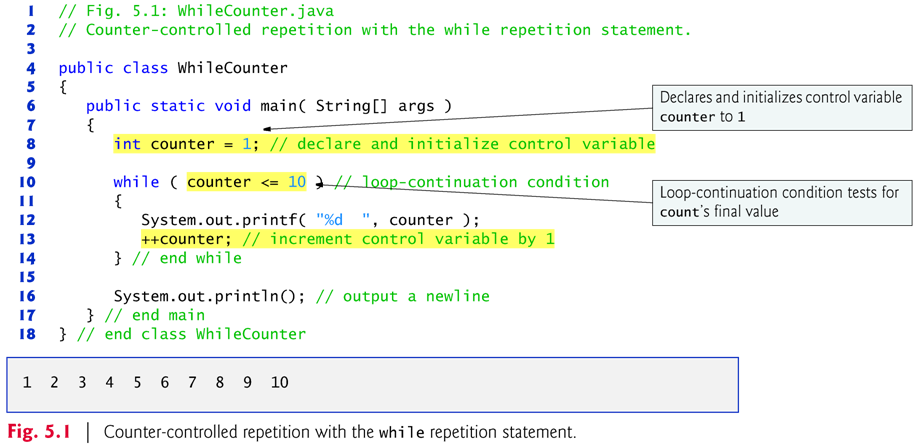 1 // Fig. 5.1: WhileCounter.java
2 // Counter-controlled repetition with the while repetition statement.
3
4 public class WhileCounter
5 {
6 public static void main( String[] args )
7 {
8 int counter = 1; // declare and initialize control variable
9
10 while ( counter <= 10 ) // loop-continuation condition
11 {
12 System.out.printf( "%d  ", counter );
13 ++counter; // increment control variable by 1
14 } // end while
15
16 System.out.println(); // output a newline
17 } // end main
18 } // end class WhileCounter
Declares and initializes control variable
counter to 1
Loop-continuation condition tests for
count's final value
1 2 3 4 5 6 7 8 9 10
Fig. 5.1 | Counter-controlled repetition with the while repetition statement.